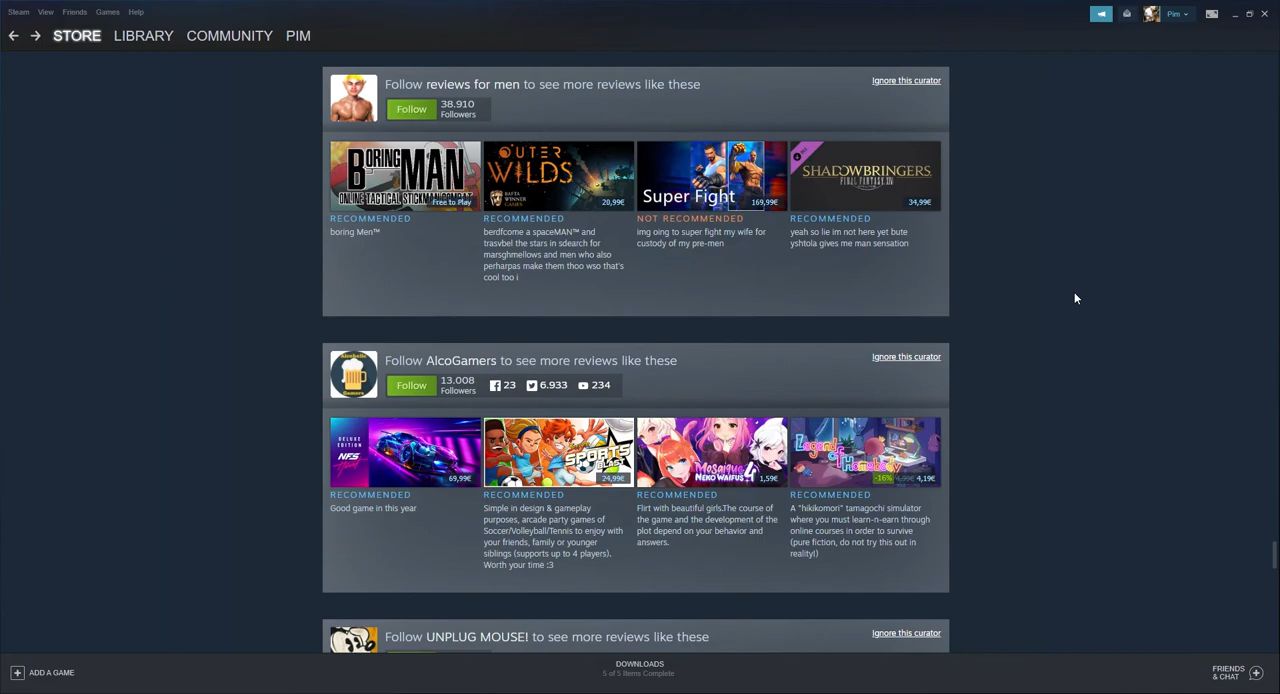 Steam View Friends Games Help
Pim
STORE LIBRARY COMMUNITY PIM
Follow reviews for men to see more reviews like these
Ignore this curator
Follow
38.910
Followers
BORING MAN
ONLINE TACTICAL STICKMAN COMBAT
Free to Play
RECOMMENDED
boring Men™
OUTER
WILDS
BAFTA
WINNER
GAMES
20,99€
RECOMMENDED
berdfcome a spaceMAN™ and
trasvbel the stars in sdearch for
marsghmellows and men who also
perharpas make them thoo wso that's
cool too i
Super Fight
169,99€
NOT RECOMMENDED
img oing to super fight my wife for
custody of my pre-men
SHADOWBRINGERS
FINAL FANTASY XIV
34,99€
RECOMMENDED
yeah so lie im not here yet bute
yshtola gives me man sensation
Alcoholic
Gamers
Follow AlcoGamers to see more reviews like these
Ignore this curator
Follow
13.008
Followers
23 6.933 234
DELUXE
EDITION
NFS
69,99€
RECOMMENDED
Good game in this year
SPORTS
BLAST
24,99€
RECOMMENDED
Simple in design & gameplay
purposes, arcade party games of
Soccer/Volleyball/Tennis to enjoy with
your friends, family or younger
siblings (supports up to 4 players).
Worth your time :3
Mosaique
NEKO WAIFUS 4
1,59€
RECOMMENDED
Flirt with beautiful girls.The course of
the game and the development of the
plot depend on your behavior and
answers.
Legend
of Homebody
-16% 4,99€ 4,19€
RECOMMENDED
A "hikikomori" tamagochi simulator
where you must learn-n-earn through
online courses in order to survive
(pure fiction, do not try this out in
reality!)
Follow UNPLUG MOUSE! to see more reviews like these
Ignore this curator
ADD A GAME
DOWNLOADS
5 of 5 Items Complete
FRIENDS
& CHAT